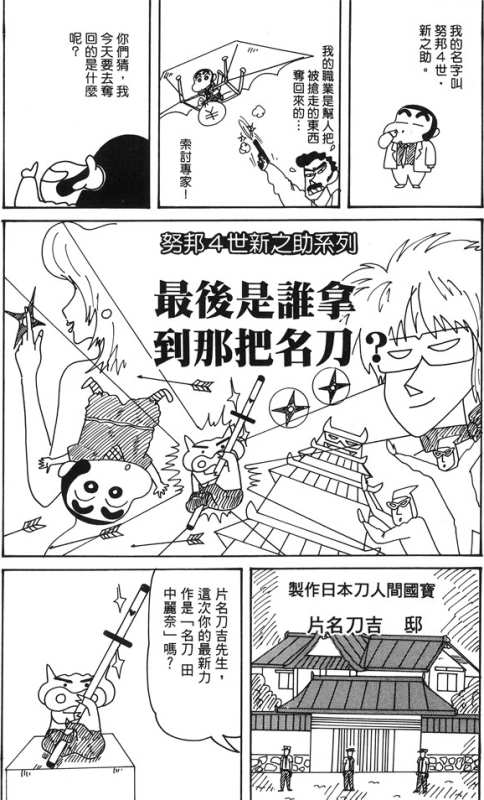 我的名字叫
努邦4世．
新之助。
我的職業是幫人把
被搶走的東西
奪回來的…
索討專家！
你們猜，我
今天要去奪
回的是什麼
呢？
努邦4世新之助系列
最後是誰拿
到那把名刀？
製作日本刀人間國寶
片名刀吉　邸
片名刀吉先生，
這次你的最新力
作是「名刀　田
中麗奈」嗎？